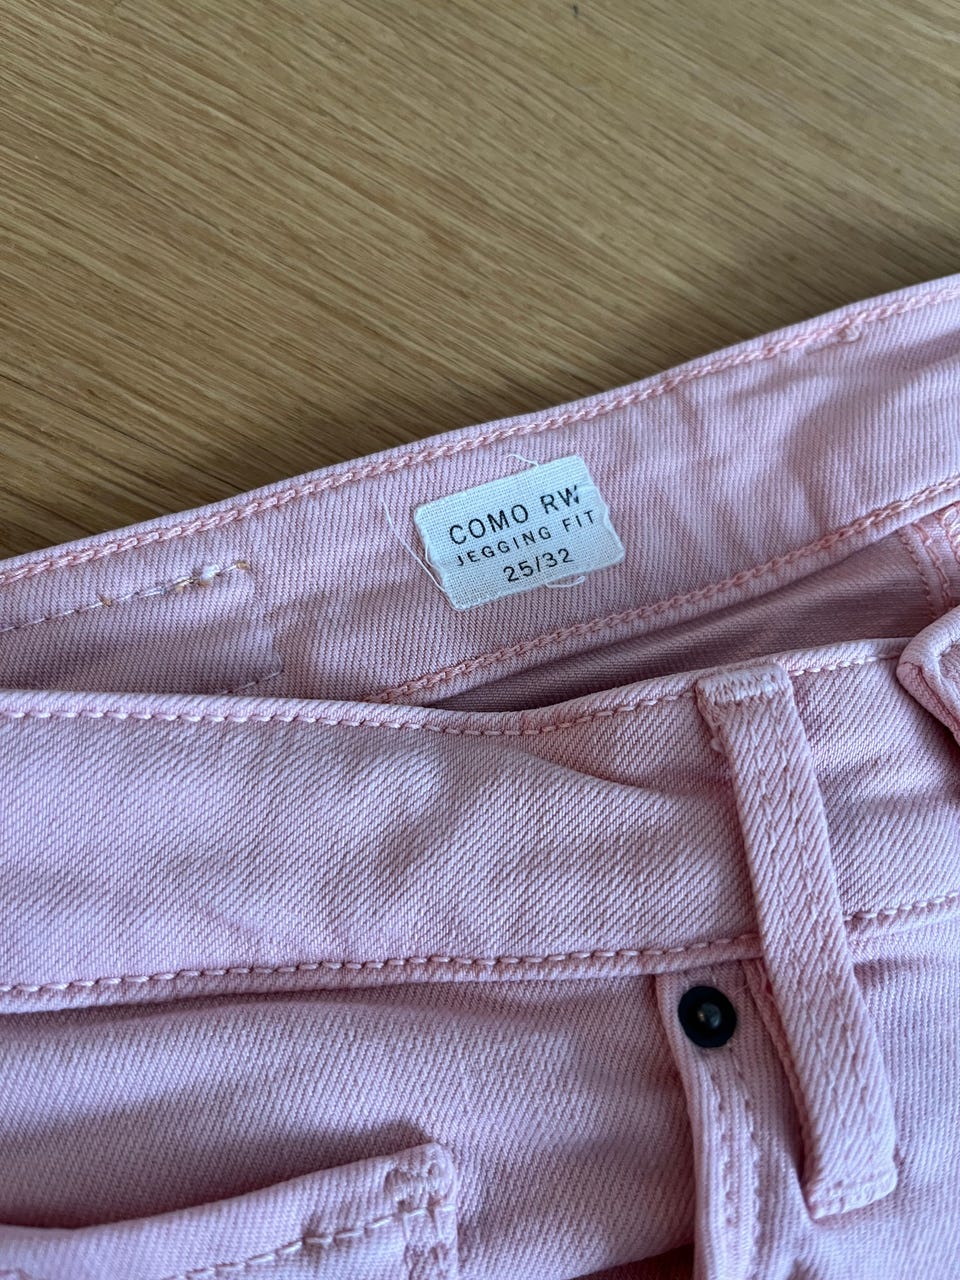 COMO RW
JEGGING FIT
25/32